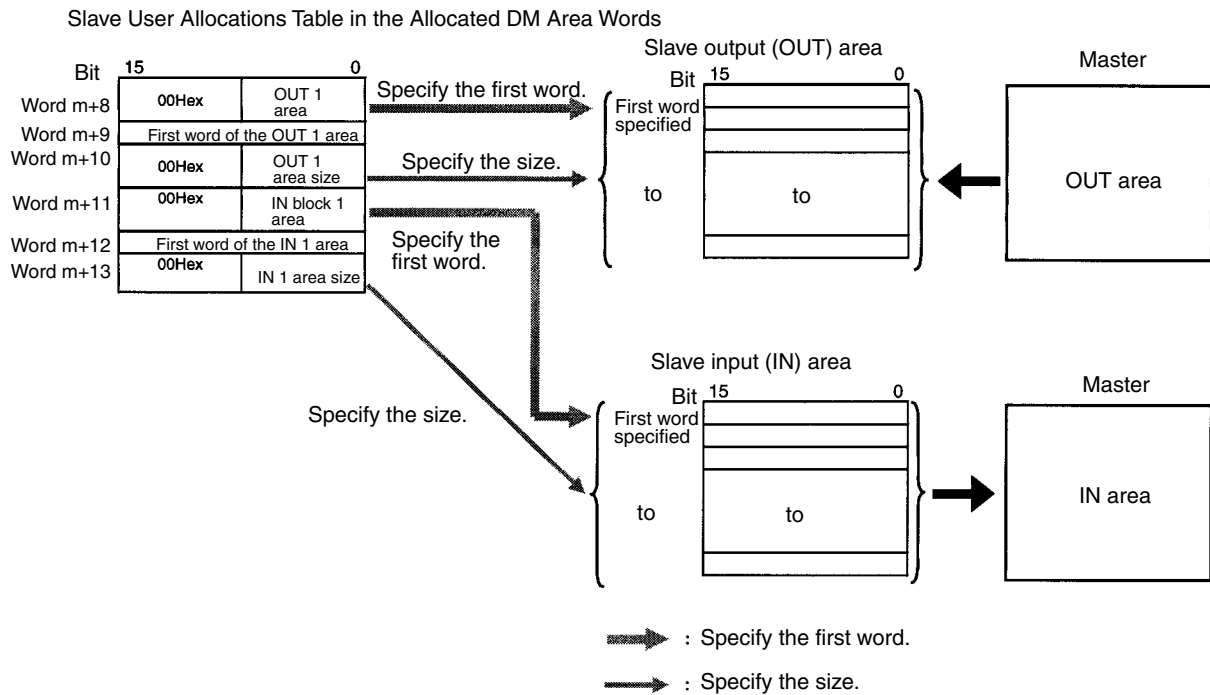 Slave User Allocations Table in the Allocated DM Area Words
Bit 15 0
Word m+8 00Hex OUT 1 area
Word m+9 First word of the OUT 1 area
Word m+10 00Hex OUT 1 area size
Word m+11 00Hex IN block 1 area
Word m+12 First word of the IN 1 area
Word m+13 00Hex IN 1 area size
Specify the first word.
Specify the size.
Specify the
first word.
Specify the size.
Slave output (OUT) area
Bit 15 0
First word
specified
to to
Master
OUT area
Slave input (IN) area
Bit 15 0
First word
specified
to to
Master
IN area
: Specify the first word.
: Specify the size.